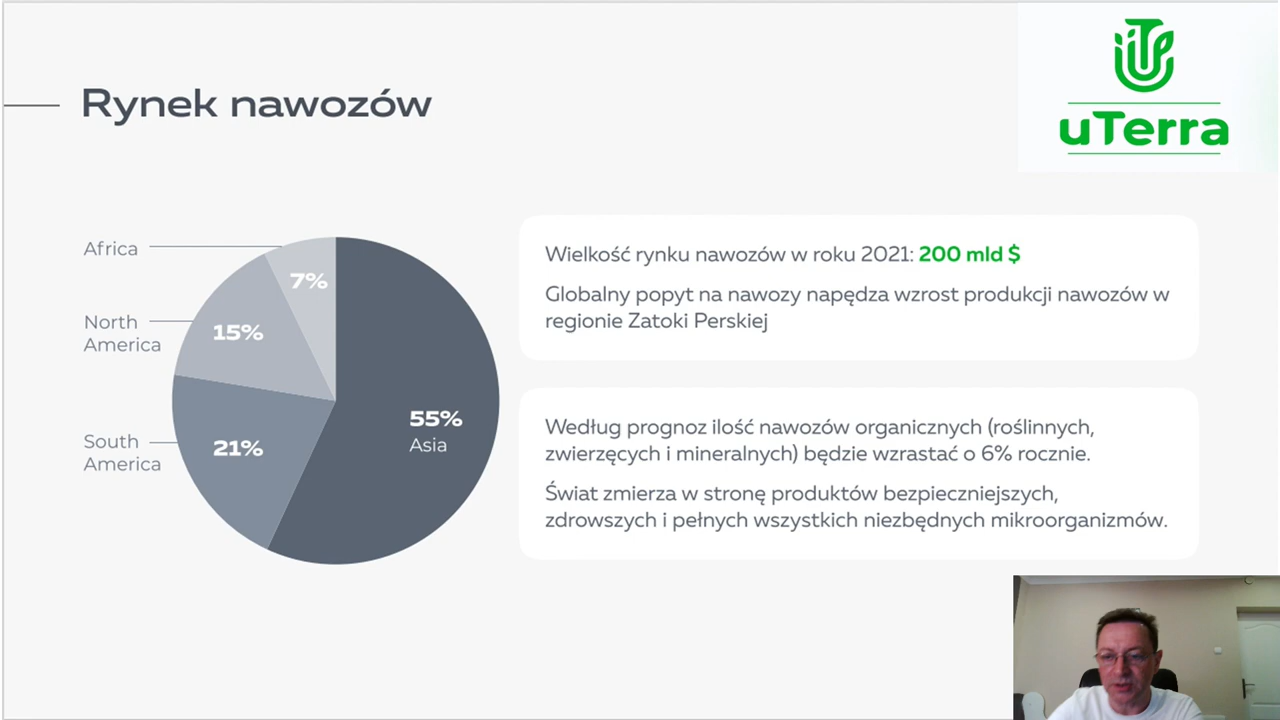 uTerra
Rynek nawozów
Africa
7%
North
America
15%
South
America
21%
55%
Asia
Wielkość rynku nawozów w roku 2021: 200 mld $
Globalny popyt na nawozy napędza wzrost produkcji nawozów w
regionie Zatoki Perskiej
Według prognoz ilość nawozów organicznych (roślinnych,
zwierzęcych i mineralnych) będzie wzrastać o 6% rocznie.
Świat zmierza w stronę produktów bezpieczniejszych,
zdrowszych i pełnych wszystkich niezbędnych mikroorganizmów.